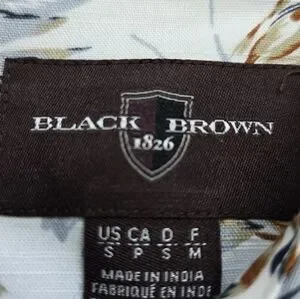 BLACK BROWN
1826
US CA D F
S P S M
MADE IN INDIA
FABRIQUÉ EN INDE